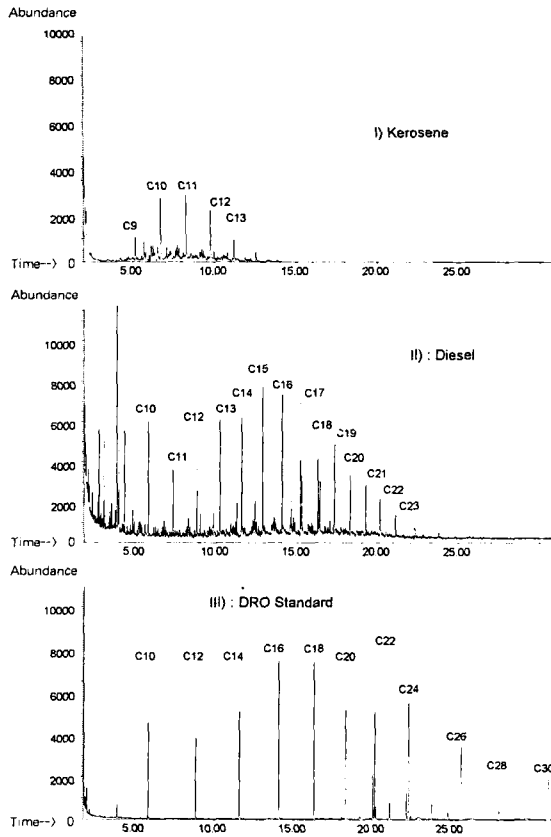 Abundance
10000
8000
6000
4000
2000
0
I) Kerosene
C9
C10
C11
C12
C13
Time-->
5.00
10.00
15.00
20.00
25.00
Abundance
10000
8000
6000
4000
2000
0
II) : Diesel
C10
C11
C12
C13
C14
C15
C16
C17
C18
C19
C20
C21
C22
C23
Time-->
5.00
10.00
15.00
20.00
25.00
Abundance
10000
8000
6000
4000
2000
0
III) : DRO Standard
C10
C12
C14
C16
C18
C20
C22
C24
C26
C28
C30
Time-->
5.00
10.00
15.00
20.00
25.00